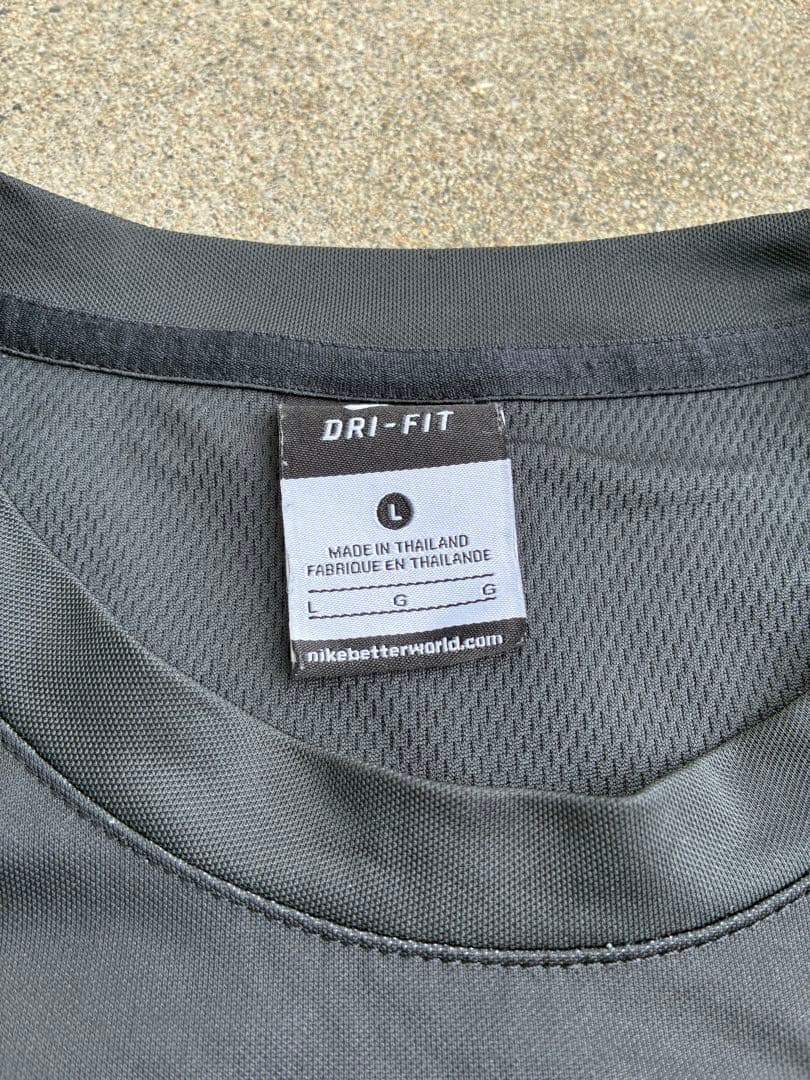 DRI-FIT
L
MADE IN THAILAND
FABRIQUE EN THAILANDE
L G G
nikebetterworld.com